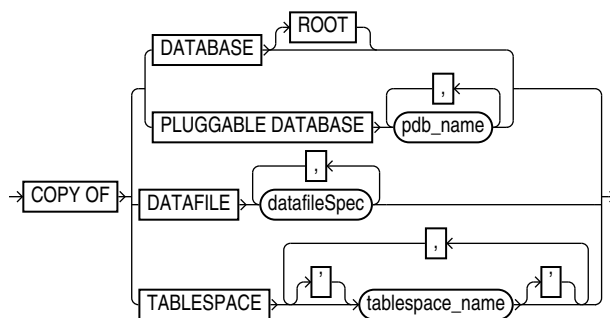 ROOT
DATABASE
,
PLUGGABLE DATABASE pdb_name
,
COPY OF DATAFILE datafileSpec
,
TABLESPACE ' tablespace_name '